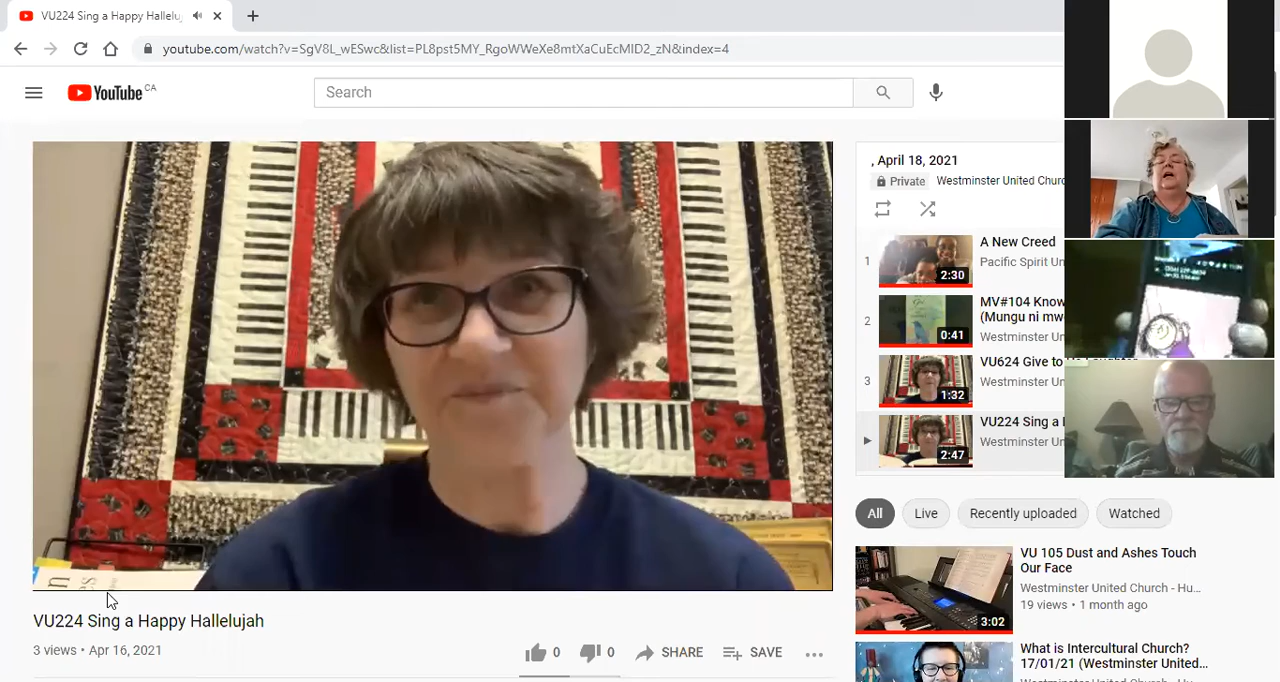 VU224 Sing a Happy Halleluj
youtube.com/watch?v=SgV8L_wESwc&list=PL8pst5MY_RgoWWeXe8mtXaCuEcMID2_zN&index=4
YouTube CA
Search
, April 18, 2021
Private Westminster United Churc
1 A New Creed
Pacific Spirit Un
2:30
2 MV#104 Know
(Mungu ni mw
Westminster Un
0:41
3 VU624 Give to Us Laughter
Westminster Un
1:32
VU224 Sing a
Westminster Un
2:47
All Live Recently uploaded Watched
VU 105 Dust and Ashes Touch
Our Face
Westminster United Church - Hu...
19 views • 1 month ago
3:02
What is Intercultural Church?
17/01/21 (Westminster United...
VU224 Sing a Happy Hallelujah
3 views • Apr 16, 2021
0 0 SHARE SAVE ...